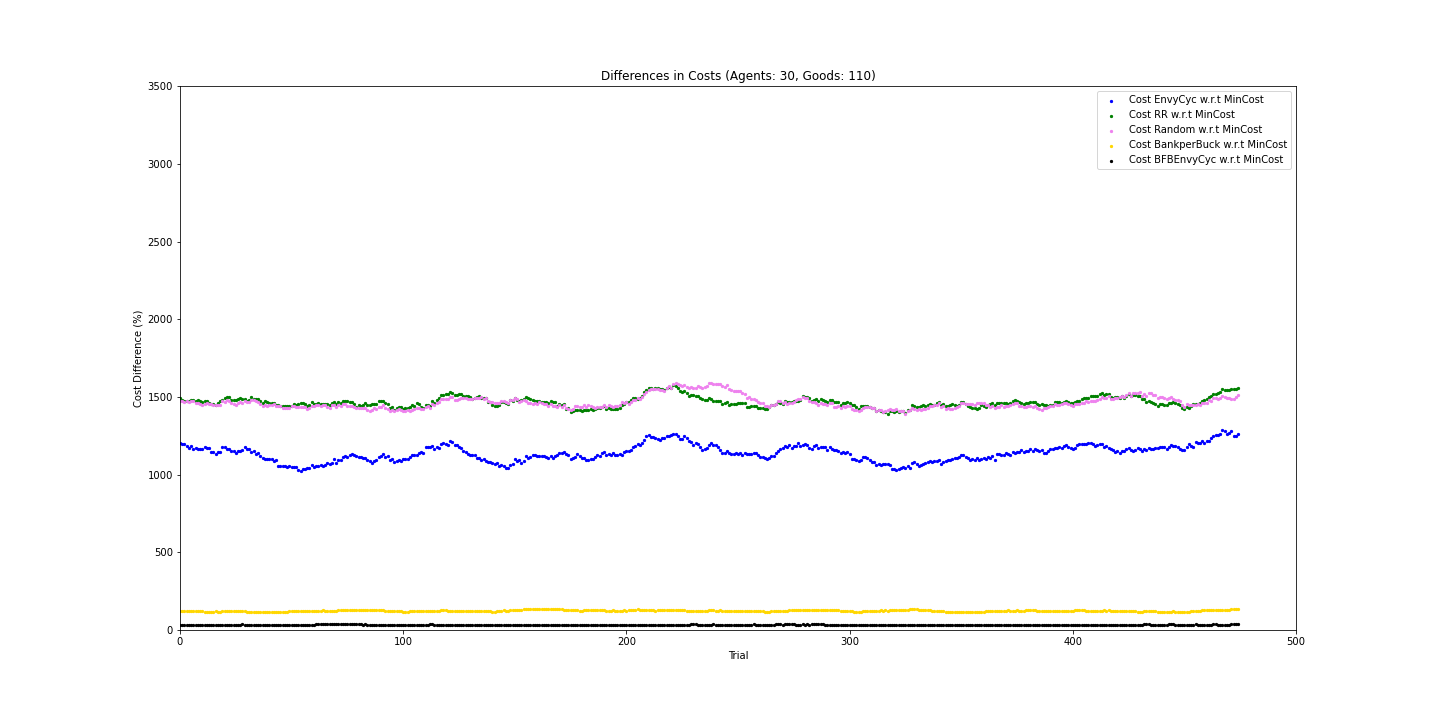 Differences in Costs (Agents: 30, Goods: 110)
3500
3000
2500
2000
1500
1000
500
0
Cost Difference (%)
Cost EnvyCyc w.r.t MinCost
Cost RR w.r.t MinCost
Cost Random w.r.t MinCost
Cost BankperBuck w.r.t MinCost
Cost BFBEnvyCyc w.r.t MinCost
0 100 200 300 400 500
Trial